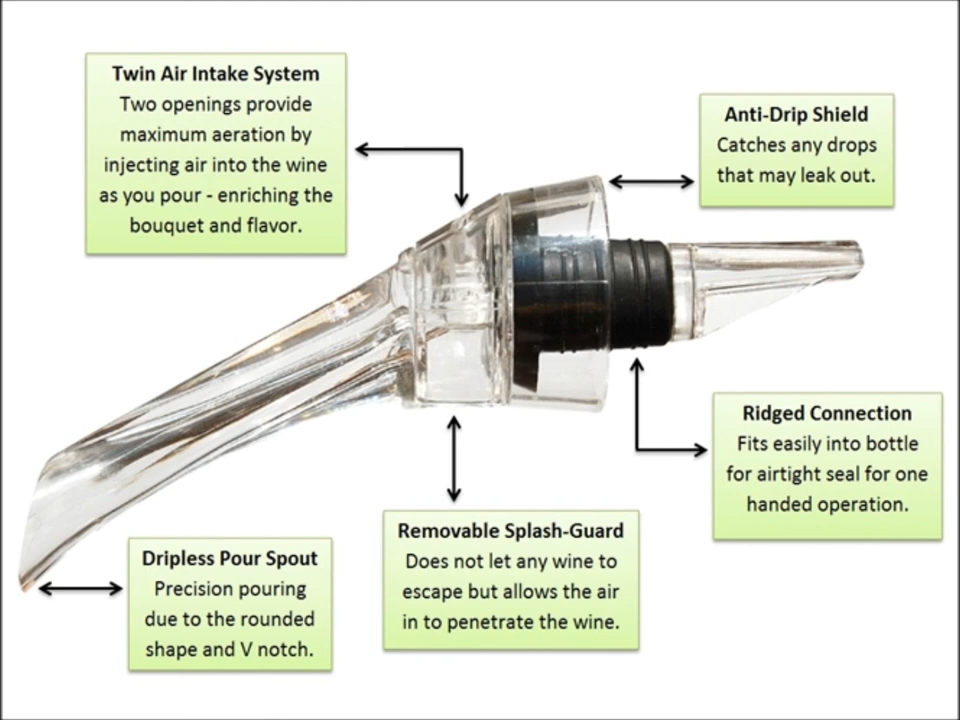 Twin Air Intake System
Two openings provide
maximum aeration by
injecting air into the wine
as you pour - enriching the
bouquet and flavor.
Anti-Drip Shield
Catches any drops
that may leak out.
Ridged Connection
Fits easily into bottle
for airtight seal for one
handed operation.
Removable Splash-Guard
Does not let any wine to
escape but allows the air
in to penetrate the wine.
Dripless Pour Spout
Precision pouring
due to the rounded
shape and V notch.